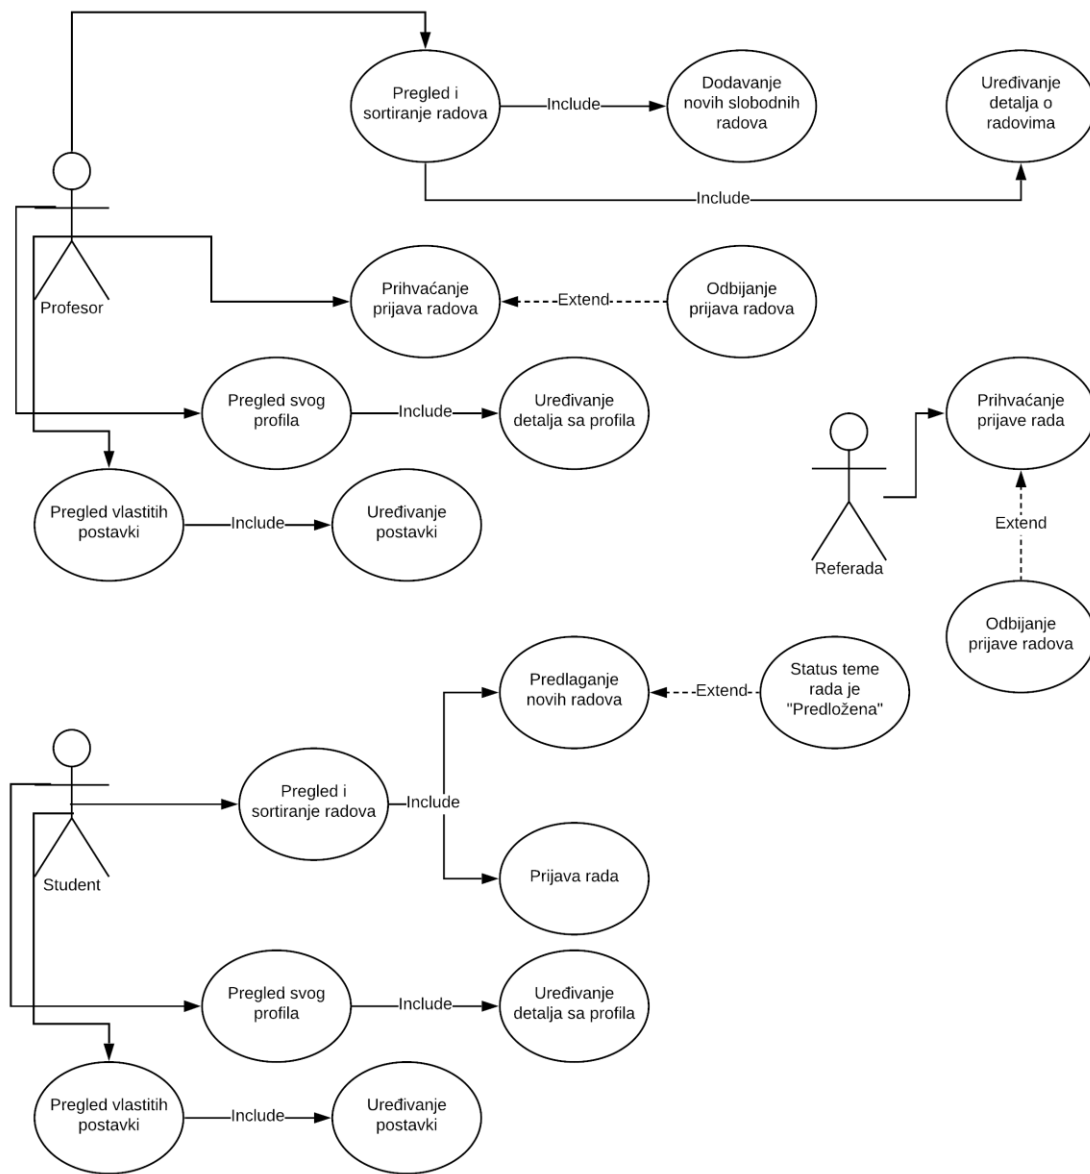 Pregled i
sortiranje radova
Include
Dodavanje
novih slobodnih
radova
Uređivanje
detalja o
radovima
Include
Profesor
Prihvaćanje
prijava radova
Extend
Odbijanje
prijava radova
Pregled svog
profila
Include
Uređivanje
detalja sa profila
Prihvaćanje
prijave rada
Pregled vlastitih
postavki
Include
Uređivanje
postavki
Extend
Referada
Odbijanje
prijave radova
Predlaganje
novih radova
Extend
Status teme
rada je
"Predložena"
Pregled i
sortiranje radova
Include
Student
Prijava rada
Pregled svog
profila
Include
Uređivanje
detalja sa profila
Pregled vlastitih
postavki
Include
Uređivanje
postavki